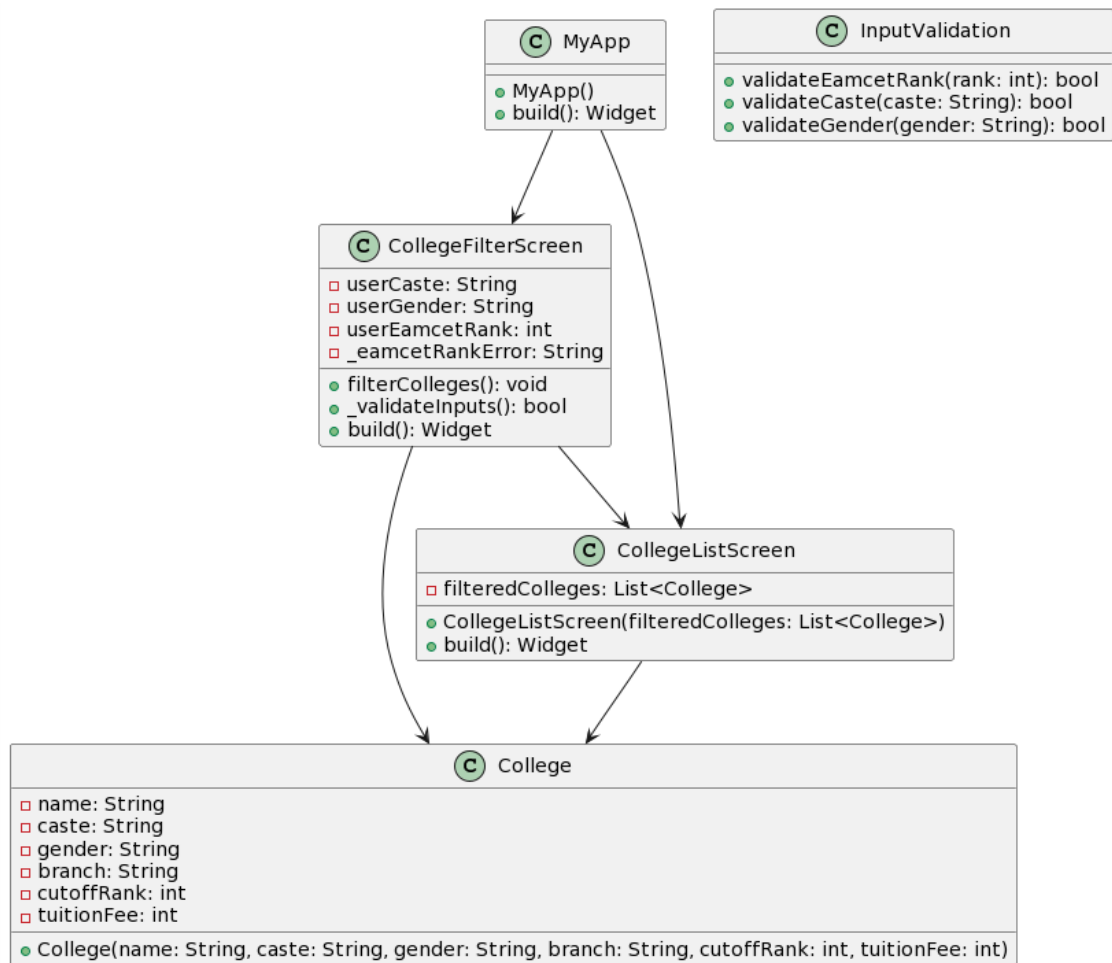 C MyApp
MyApp()
build(): Widget
C InputValidation
validateEamcetRank(rank: int): bool
validateCaste(caste: String): bool
validateGender(gender: String): bool
C CollegeFilterScreen
userCaste: String
userGender: String
userEamcetRank: int
_eamcetRankError: String
filterColleges(): void
_validateInputs(): bool
build(): Widget
C CollegeListScreen
filteredColleges: List<College>
CollegeListScreen(filteredColleges: List<College>)
build(): Widget
C College
name: String
caste: String
gender: String
branch: String
cutoffRank: int
tuitionFee: int
College(name: String, caste: String, gender: String, branch: String, cutoffRank: int, tuitionFee: int)